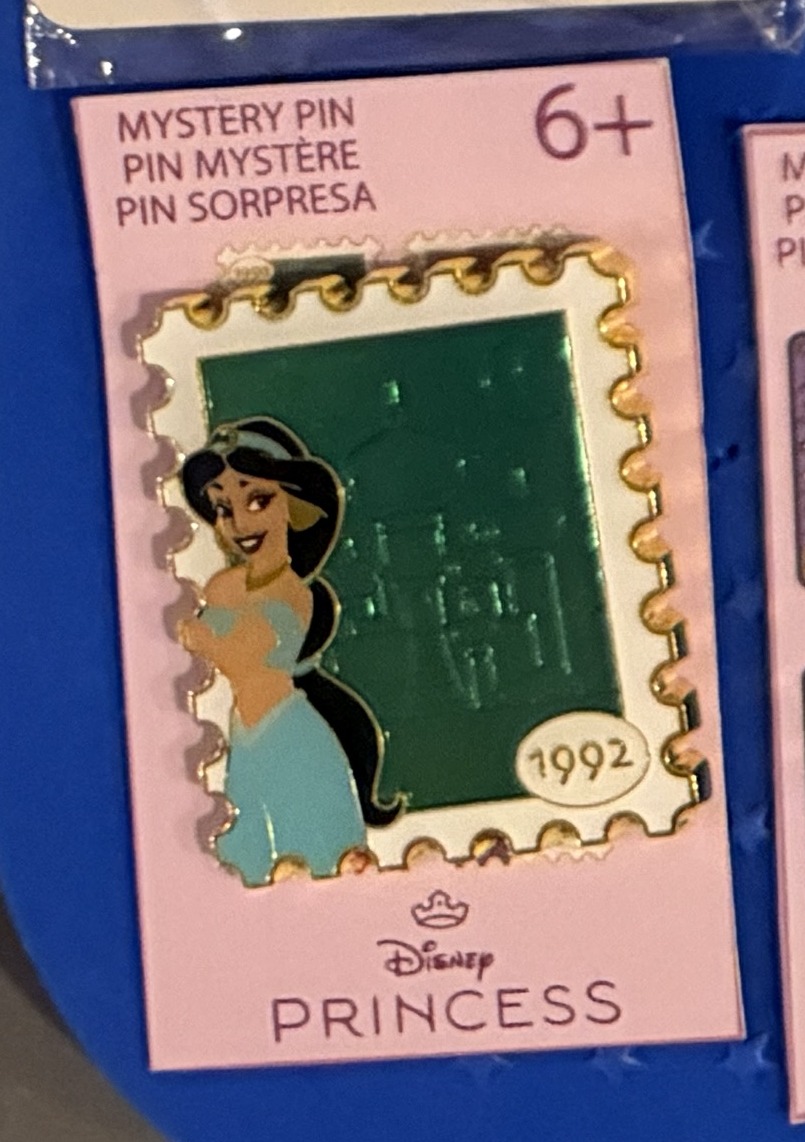 MYSTERY PIN
PIN MYSTÈRE
PIN SORPRESA
6+
1992
Disney
PRINCESS